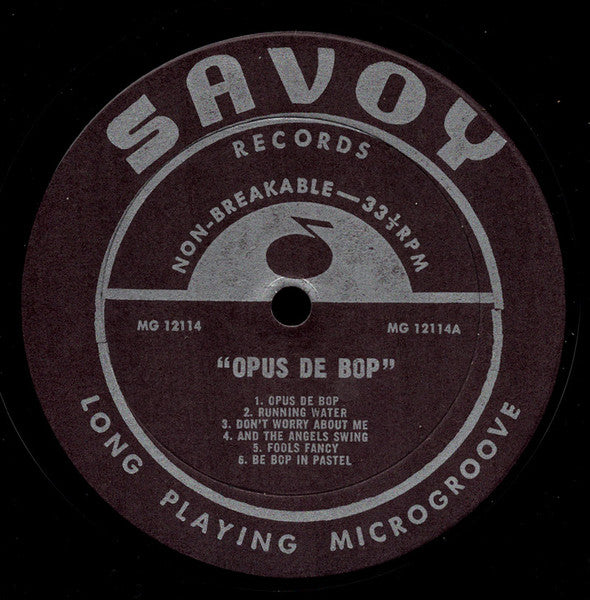 SAVOY
RECORDS
NON-BREAKABLE—33⅓RPM
MG 12114
MG 12114A
"OPUS DE BOP"
1. OPUS DE BOP
2. RUNNING WATER
3. DON'T WORRY ABOUT ME
4. AND THE ANGELS SWING
5. FOOLS FANCY
6. BE BOP IN PASTEL
LONG PLAYING MICROGROOVE